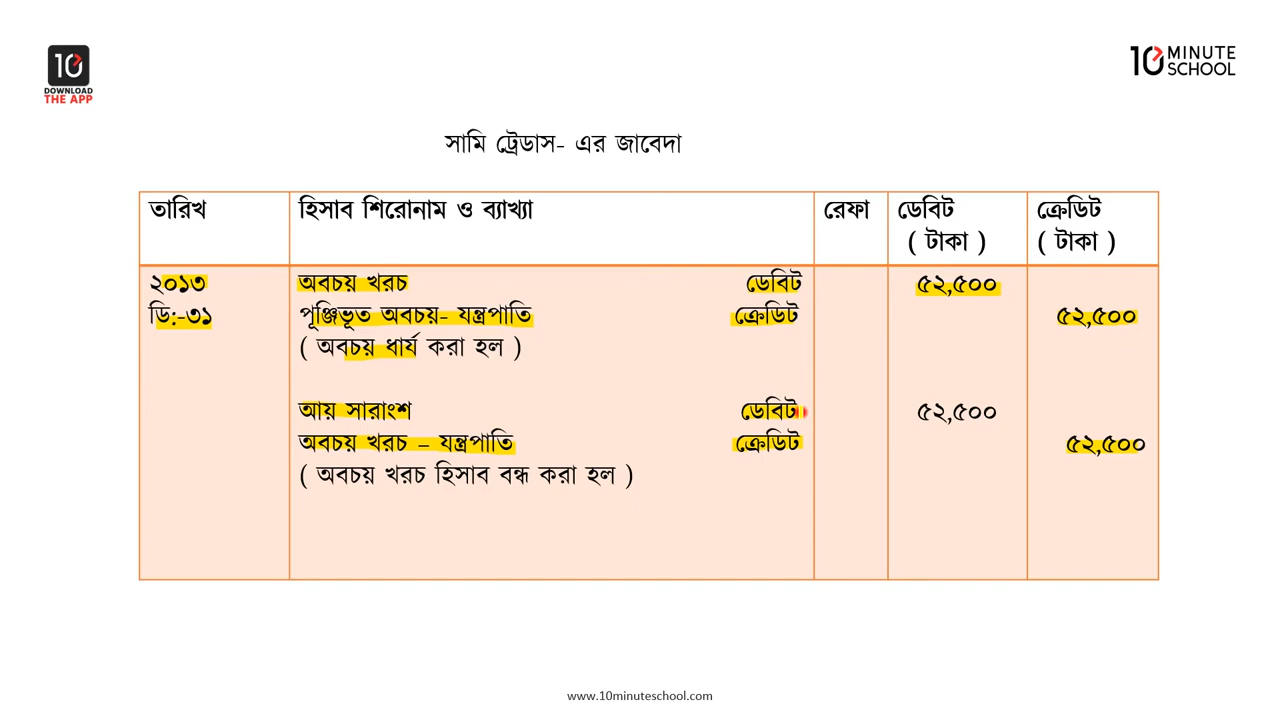 10
DOWNLOAD
THE APP
10 MINUTE
SCHOOL
সামি ট্রেডাস- এর জাবেদা
তারিখ হিসাব শিরোনাম ও ব্যাখ্যা রেফা ডেবিট ক্রেডিট
( টাকা ) ( টাকা )
২০১৩ অবচয় খরচ ডেবিট ৫২,৫০০
ডি:-৩১ পূঞ্জিভূত অবচয়- যন্ত্রপাতি ক্রেডিট ৫২,৫০০
( অবচয় ধার্য করা হল )
আয় সারাংশ ডেবিট ৫২,৫০০
অবচয় খরচ – যন্ত্রপাতি ক্রেডিট ৫২,৫০০
( অবচয় খরচ হিসাব বন্ধ করা হল )
www.10minuteschool.com